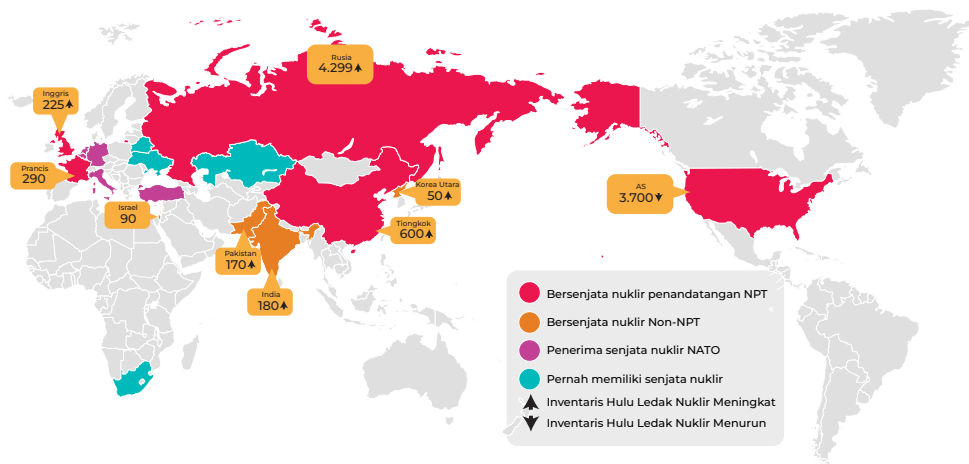 Rusia
4.299
Inggris
225
Prancis
290
Israel
90
Korea Utara
50
Tiongkok
600
Pakistan
170
India
180
AS
3.700
Bersenjata nuklir penandatangan NPT
Bersenjata nuklir Non-NPT
Penerima senjata nuklir NATO
Pernah memiliki senjata nuklir
Inventaris Hulu Ledak Nuklir Meningkat
Inventaris Hulu Ledak Nuklir Menurun